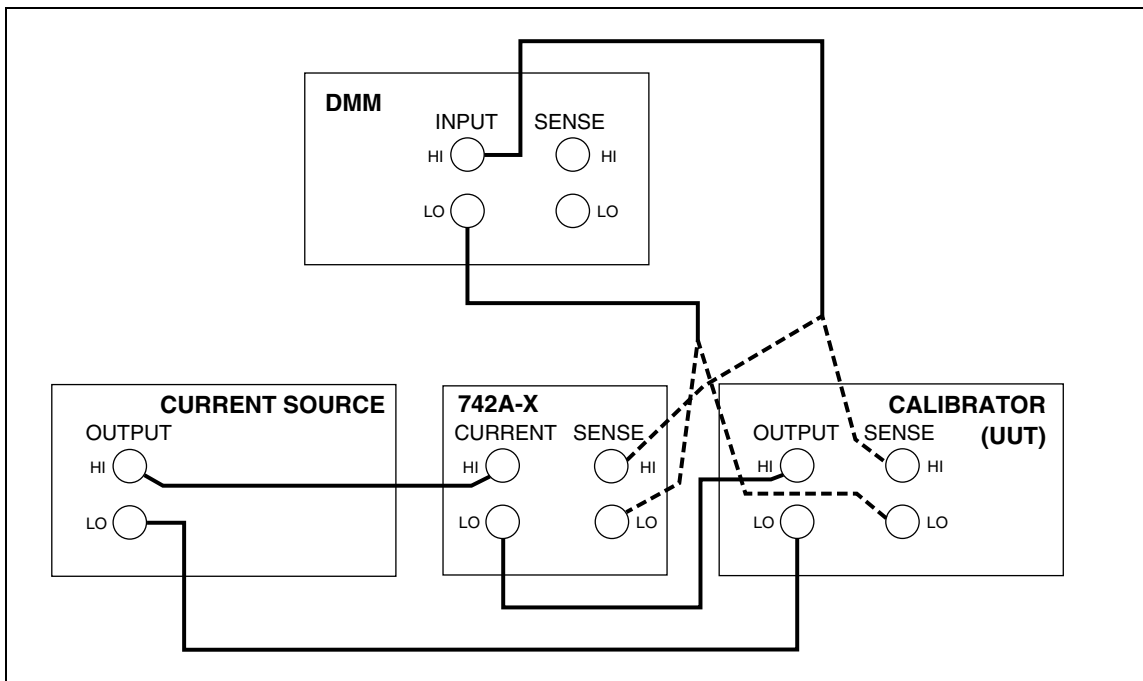 DMM
INPUT SENSE
HI HI
LO LO
CURRENT SOURCE
OUTPUT
HI
LO
742A-X
CURRENT SENSE
HI HI
LO LO
CALIBRATOR
(UUT)
OUTPUT SENSE
HI HI
LO LO